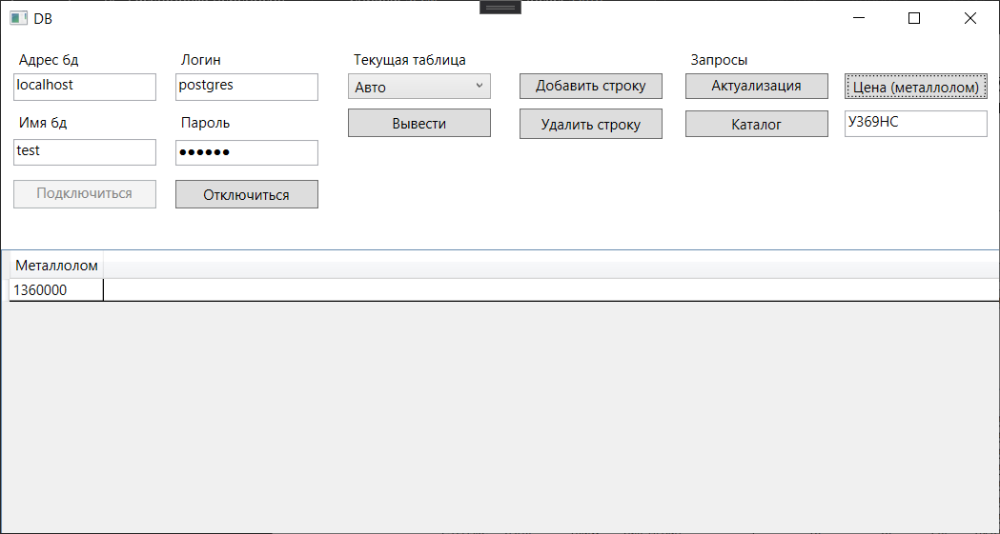 DB
Адрес бд
Логин
Текущая таблица
Запросы
localhost
postgres
Авто
Добавить строку
Актуализация
Цена (металлолом)
Имя бд
Пароль
Вывести
Удалить строку
Каталог
У369НС
test
●●●●●●
Подключиться
Отключиться
Металлолом
1360000